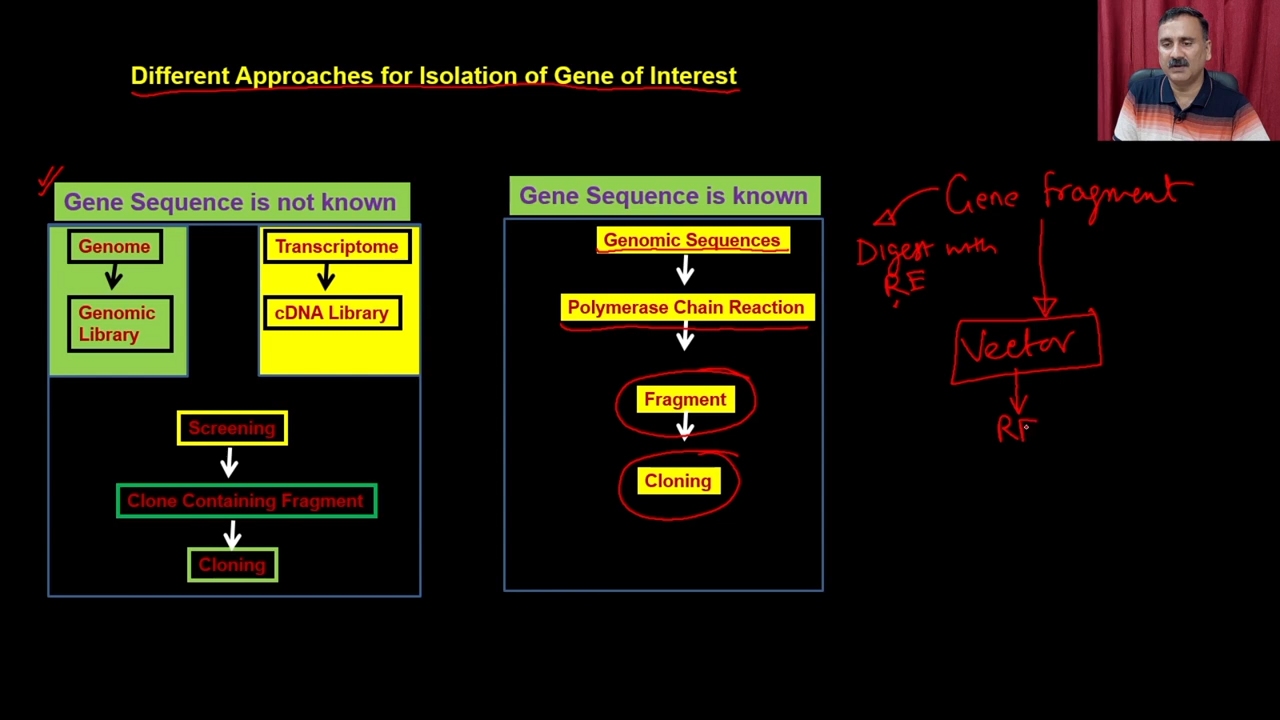 Different Approaches for Isolation of Gene of Interest
Gene Sequence is not known
Genome
Transcriptome
Genomic
Library
cDNA Library
Screening
Clone Containing Fragment
Cloning
Gene Sequence is known
Genomic Sequences
Polymerase Chain Reaction
Fragment
Cloning
Gene fragment
Digest with
RE
Vector
RF